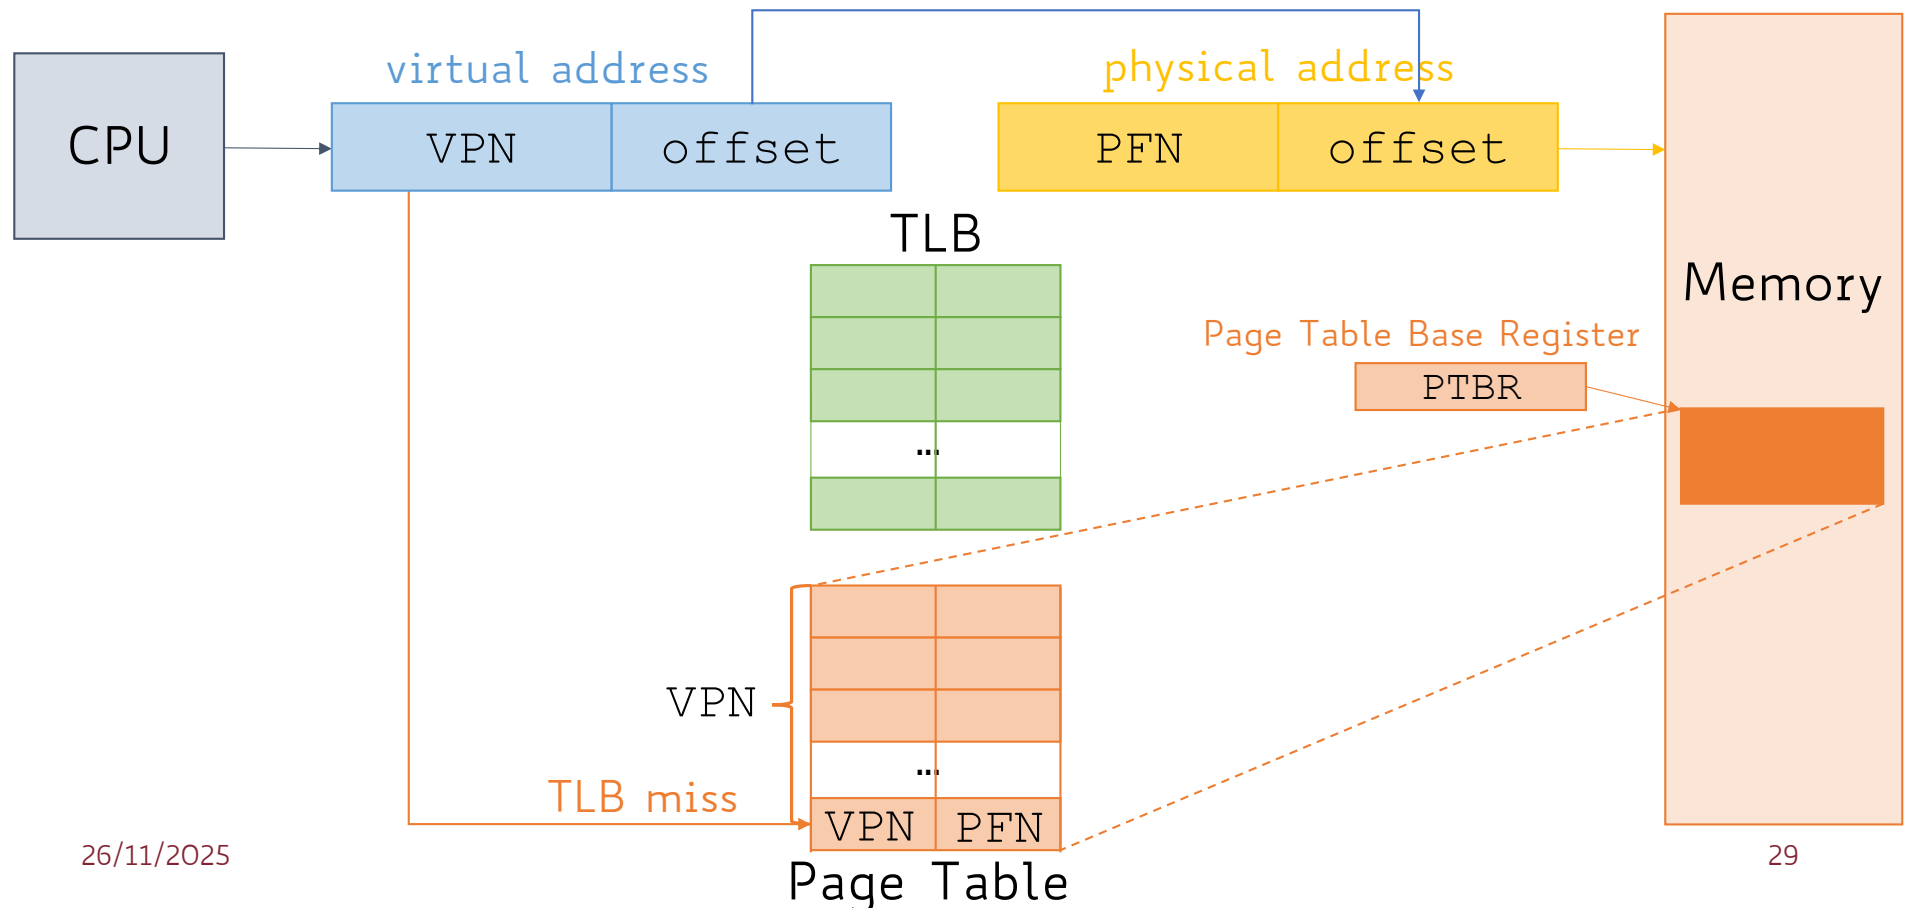 virtual address
physical address
CPU
VPN
offset
PFN
offset
TLB
Memory
Page Table Base Register
PTBR
...
VPN
...
TLB miss
VPN
PFN
Page Table
26/11/2025
29